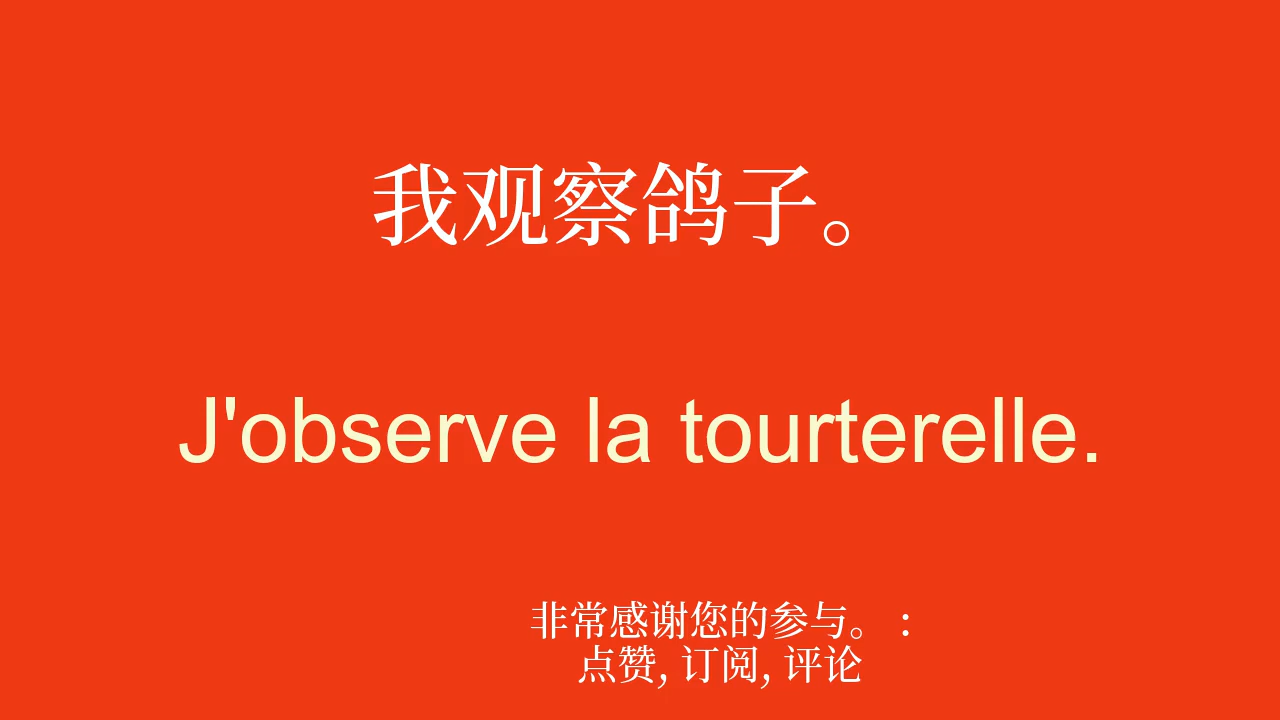 我观察鸽子。
J'observe la tourterelle.
非常感谢您的参与。 :
点赞, 订阅, 评论